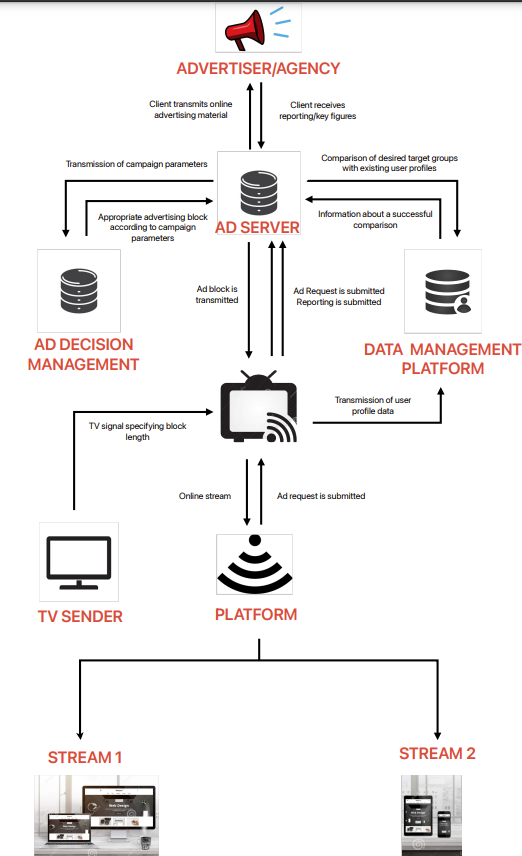 ADVERTISER/AGENCY
Client transmits online
advertising material
Client receives
reporting/key figures
Transmission of campaign parameters
Comparison of desired target groups
with existing user profiles
Appropriate advertising block
according to campaign
parameters
AD SERVER
Information about a successful
comparison
Ad block is
transmitted
Ad Request is submitted
Reporting is submitted
AD DECISION
MANAGEMENT
DATA MANAGEMENT
PLATFORM
Transmission of user
profile data
TV signal specifying block
length
Online stream
Ad request is submitted
TV SENDER
PLATFORM
STREAM 1
STREAM 2
Web Design
Web Design